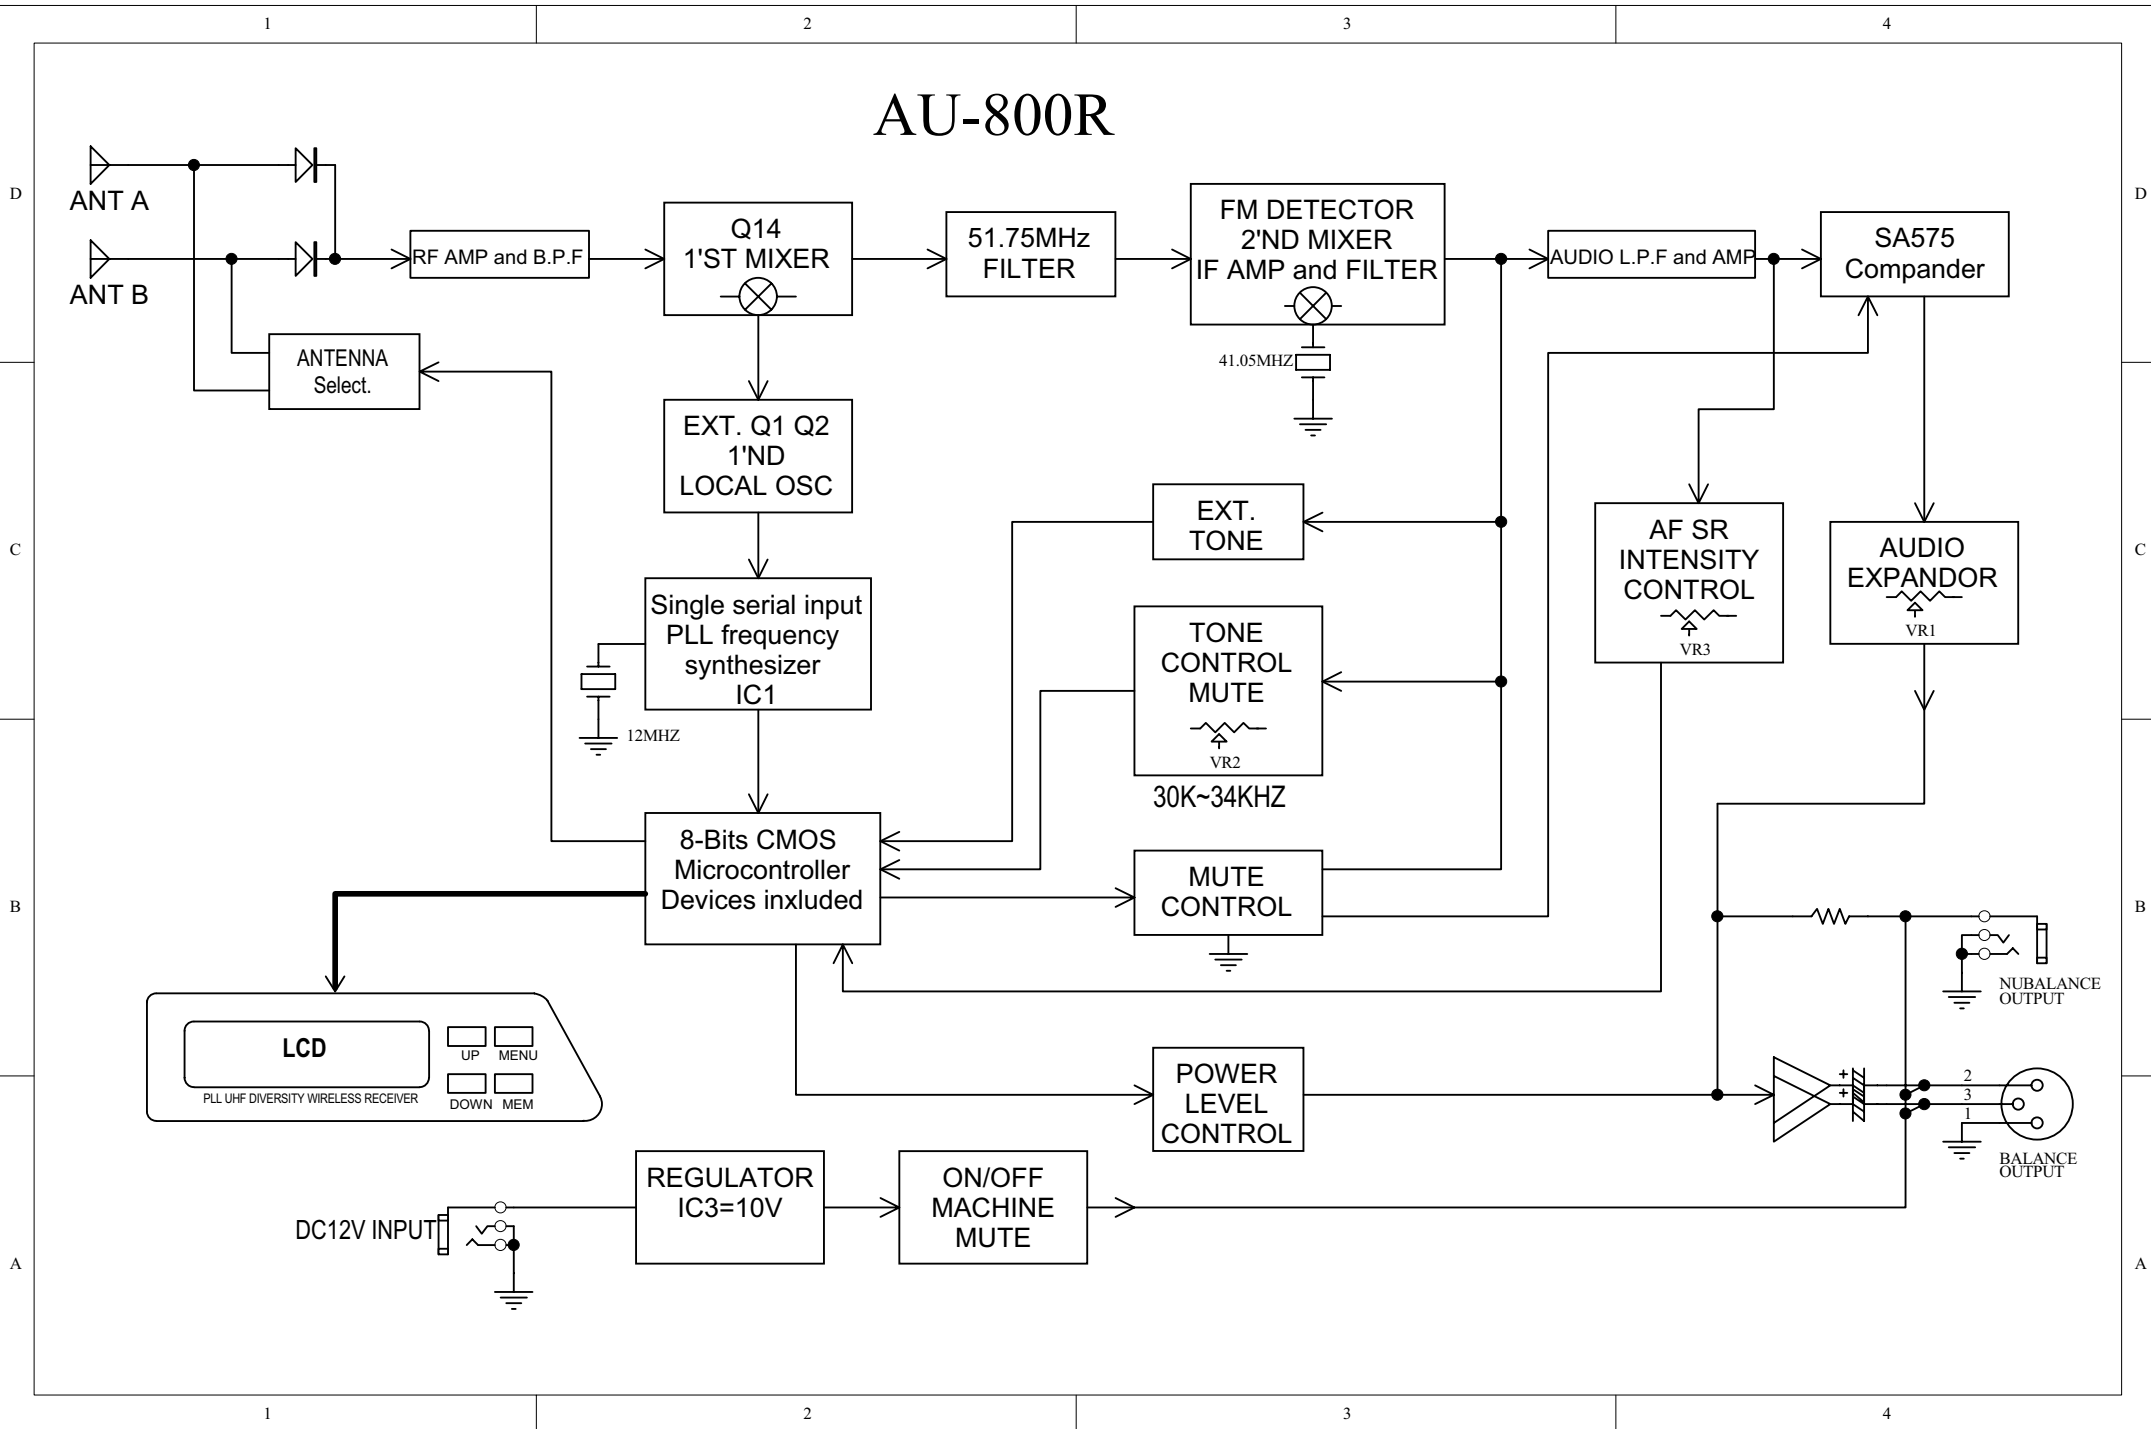 1 2 3 4
AU-800R
D D
ANT A
ANT B
RF AMP and B.P.F
Q14
1'ST MIXER
51.75MHz
FILTER
FM DETECTOR
2'ND MIXER
IF AMP and FILTER
AUDIO L.P.F and AMP
SA575
Compander
ANTENNA
Select.
41.05MHZ
EXT. Q1 Q2
1'ND
LOCAL OSC
C C
EXT.
TONE
AF SR
INTENSITY
CONTROL
VR3
AUDIO
EXPANDOR
VR1
Single serial input
PLL frequency
synthesizer
IC1
12MHZ
TONE
CONTROL
MUTE
VR2
30K~34KHZ
8-Bits CMOS
Microcontroller
Devices inxluded
MUTE
CONTROL
B B
NUBALANCE
OUTPUT
LCD
PLL UHF DIVERSITY WIRELESS RECEIVER
UP MENU
DOWN MEM
POWER
LEVEL
CONTROL
+
+
2
3
1
BALANCE
OUTPUT
DC12V INPUT
REGULATOR
IC3=10V
ON/OFF
MACHINE
MUTE
A A
1 2 3 4